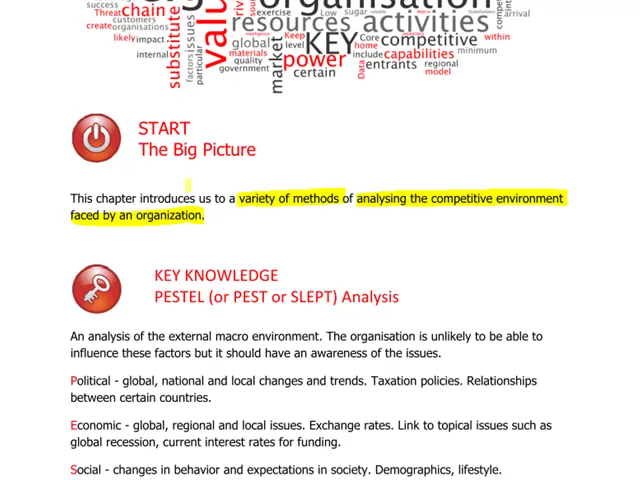 organisation
success
Threat chain
driv
exercise Low sugar
arrival
customers
resources activities
create organisations
substitute
issues
valu
likely impact
global
Keep
level KEY Core competitive within
home
internal
factors
particular
materials
quality
government
market
power
include capabilities minimum
certain
Data
entrants regional
model
START
The Big Picture
This chapter introduces us to a variety of methods of analysing the competitive environment
faced by an organization.
KEY KNOWLEDGE
PESTEL (or PEST or SLEPT) Analysis
An analysis of the external macro environment. The organisation is unlikely to be able to
influence these factors but it should have an awareness of the issues.
Political - global, national and local changes and trends. Taxation policies. Relationships
between certain countries.
Economic - global, regional and local issues. Exchange rates. Link to topical issues such as
global recession, current interest rates for funding.
Social - changes in behavior and expectations in society. Demographics, lifestyle.